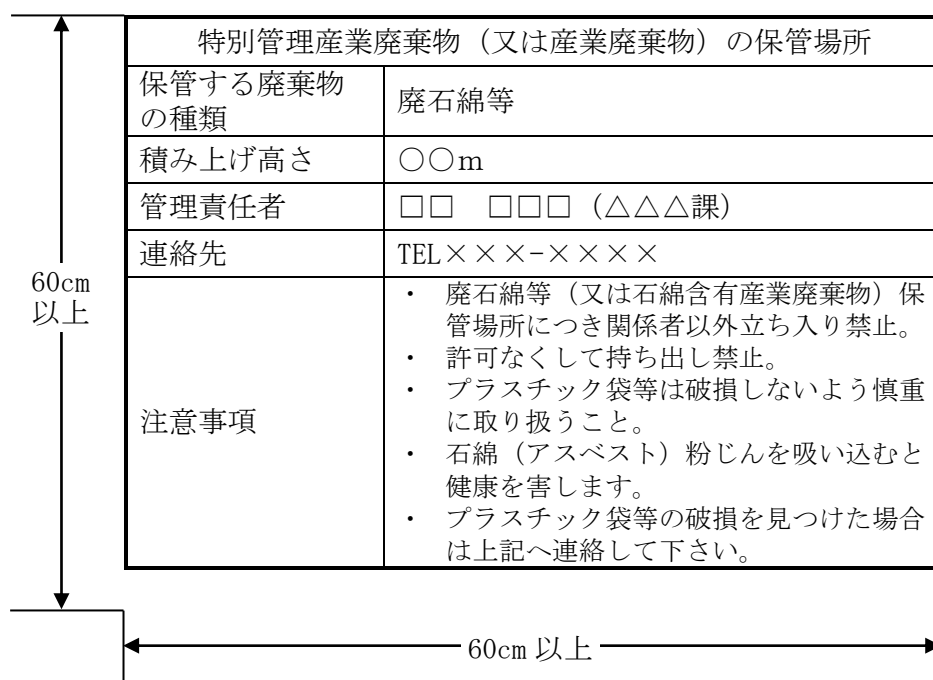 特別管理産業廃棄物（又は産業廃棄物）の保管場所
保管する廃棄物
の種類
廃石綿等
積み上げ高さ
○○ｍ
管理責任者
□□　□□□（△△△課）
連絡先
TEL×××-××××
注意事項
・　廃石綿等（又は石綿含有産業廃棄物）保
管場所につき関係者以外立ち入り禁止。
・　許可なくして持ち出し禁止。
・　プラスチック袋等は破損しないよう慎重
に取り扱うこと。
・　石綿（アスベスト）粉じんを吸い込むと
健康を害します。
・　プラスチック袋等の破損を見つけた場合
は上記へ連絡して下さい。
60cm
以上
60cm 以上